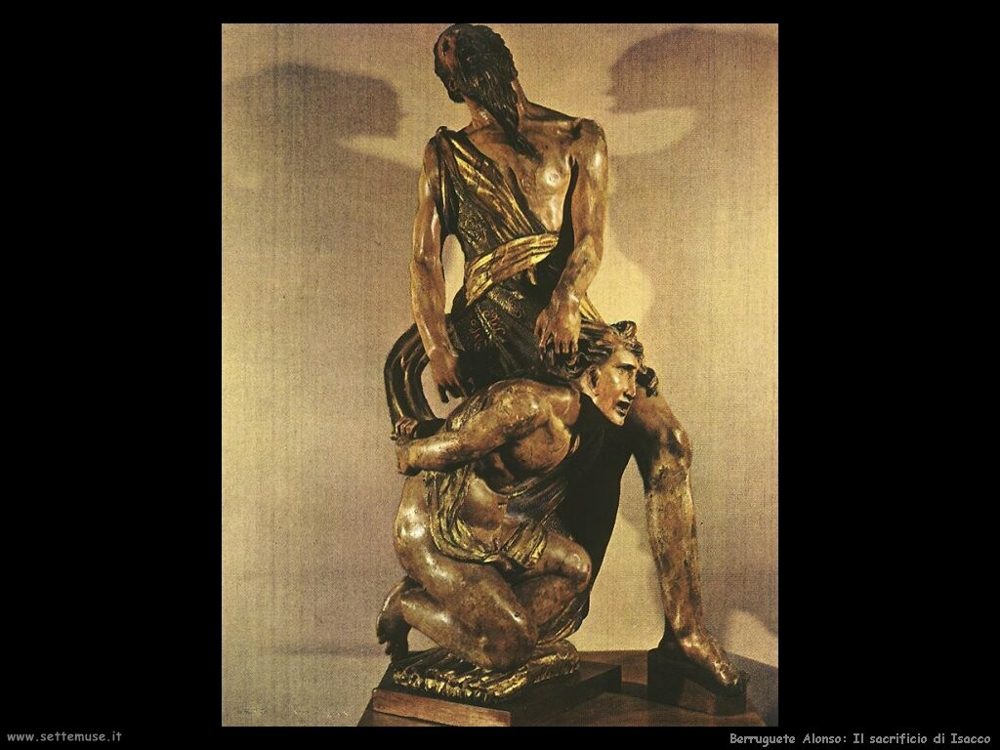 www.settemuse.it
Berruguete Alonso: Il sacrificio di Isacco